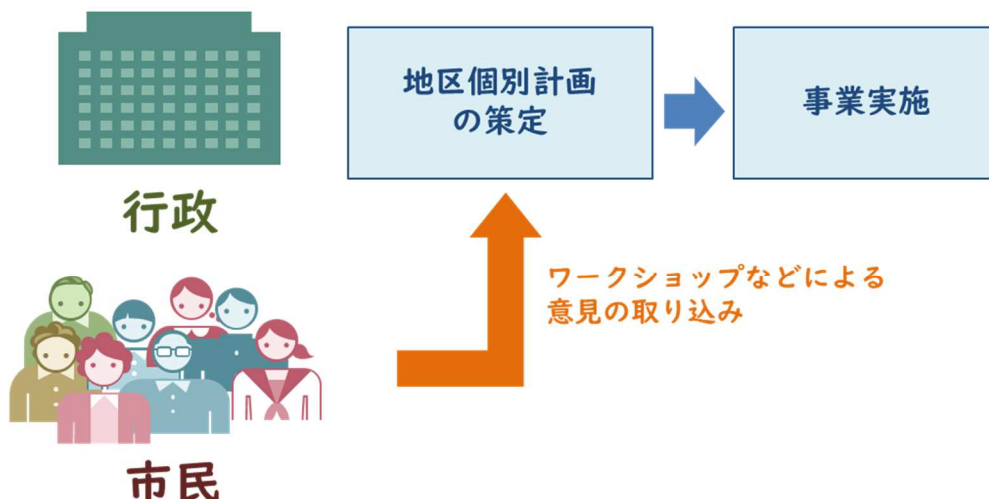 地区個別計画
の策定
事業実施
行政
ワークショップなどによる
意見の取り込み
市民